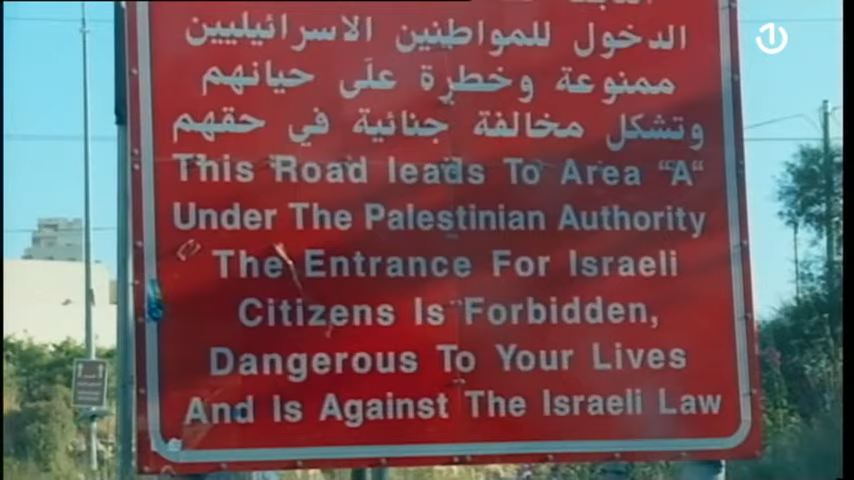 الدخول للمواطنين الاسرائيليين
ممنوعة وخطرة على حياتهم
وتشكل مخالفة جنائية في حقهم
This Road leads To Area "A"
Under The Palestinian Authority
The Entrance For Israeli
Citizens Is Forbidden,
Dangerous To Your Lives
And Is Against The Israeli Law